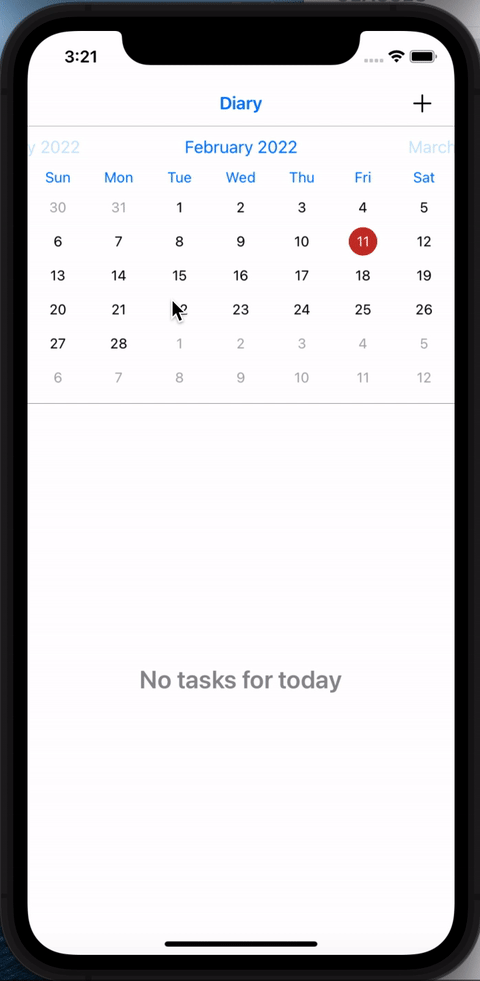 3:21
Diary +
y 2022 February 2022 March
Sun Mon Tue Wed Thu Fri Sat
30 31 1 2 3 4 5
6 7 8 9 10 11 12
13 14 15 16 17 18 19
20 21 23 24 25 26
27 28 1 2 3 4 5
6 7 8 9 10 11 12
No tasks for today